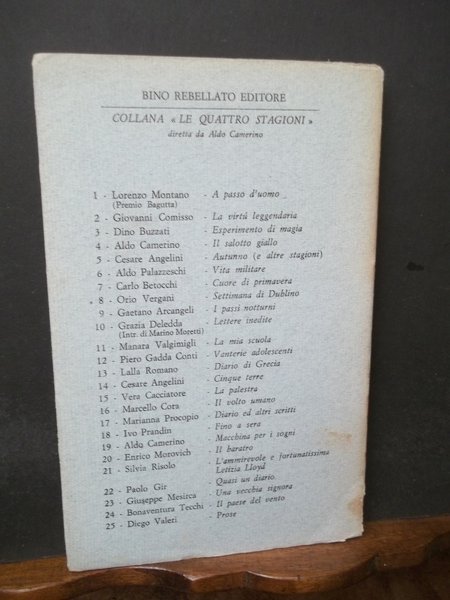 BINO REBELLATO EDITORE
COLLANA « LE QUATTRO STAGIONI »
diretta da Aldo Camerino
1 - Lorenzo Montano - A passo d'uomo
(Premio Bagutta)
2 - Giovanni Comisso - La virtú leggendaria
3 - Dino Buzzati - Esperimento di magia
4 - Aldo Camerino - Il salotto giallo
5 - Cesare Angelini - Autunno (e altre stagioni)
6 - Aldo Palazzeschi - Vita militare
7 - Carlo Betocchi - Cuore di primavera
8 - Orio Vergani - Settimana di Dublino
9 - Gaetano Arcangeli - I passi notturni
10 - Grazia Deledda - Lettere inedite
(Intr. di Marino Moretti)
11 - Manara Valgimigli - La mia scuola
12 - Piero Gadda Conti - Vanterie adolescenti
13 - Lalla Romano - Diario di Grecia
14 - Cesare Angelini - Cinque terre
15 - Vera Cacciatore - La palestra
16 - Marcello Cora - Il volto umano
17 - Marianna Procopio - Diario ed altri scritti
18 - Ivo Prandin - Fino a sera
19 - Aldo Camerino - Macchina per i sogni
20 - Enrico Morovich - Il baratro
21 - Silvia Risolo - L'ammirevole e fortunatissima
Letizia Lloyd
22 - Paolo Gir - Quasi un diario
23 - Giuseppe Mesirca - Una vecchia signora
24 - Bonaventura Tecchi - Il paese del vento
25 - Diego Valeri - Prose